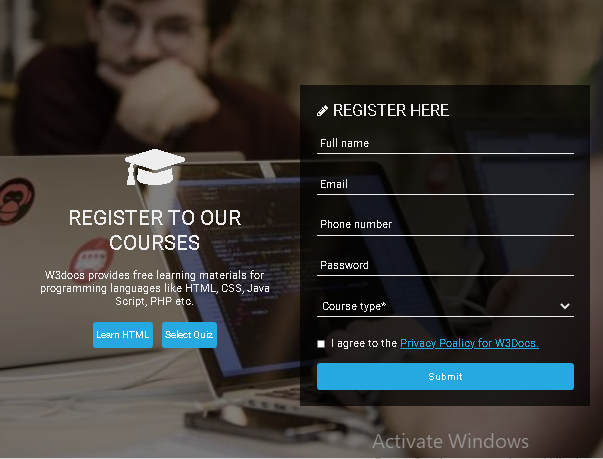 REGISTER TO OUR
COURSES
W3docs provides free learning materials for
programming languages like HTML, CSS, Java
Script, PHP etc.
Learn HTML
Select Quiz
REGISTER HERE
Full name
Email
Phone number
Password
Course type*
I agree to the Privacy Poalicy for W3Docs.
Submit
Activate Windows